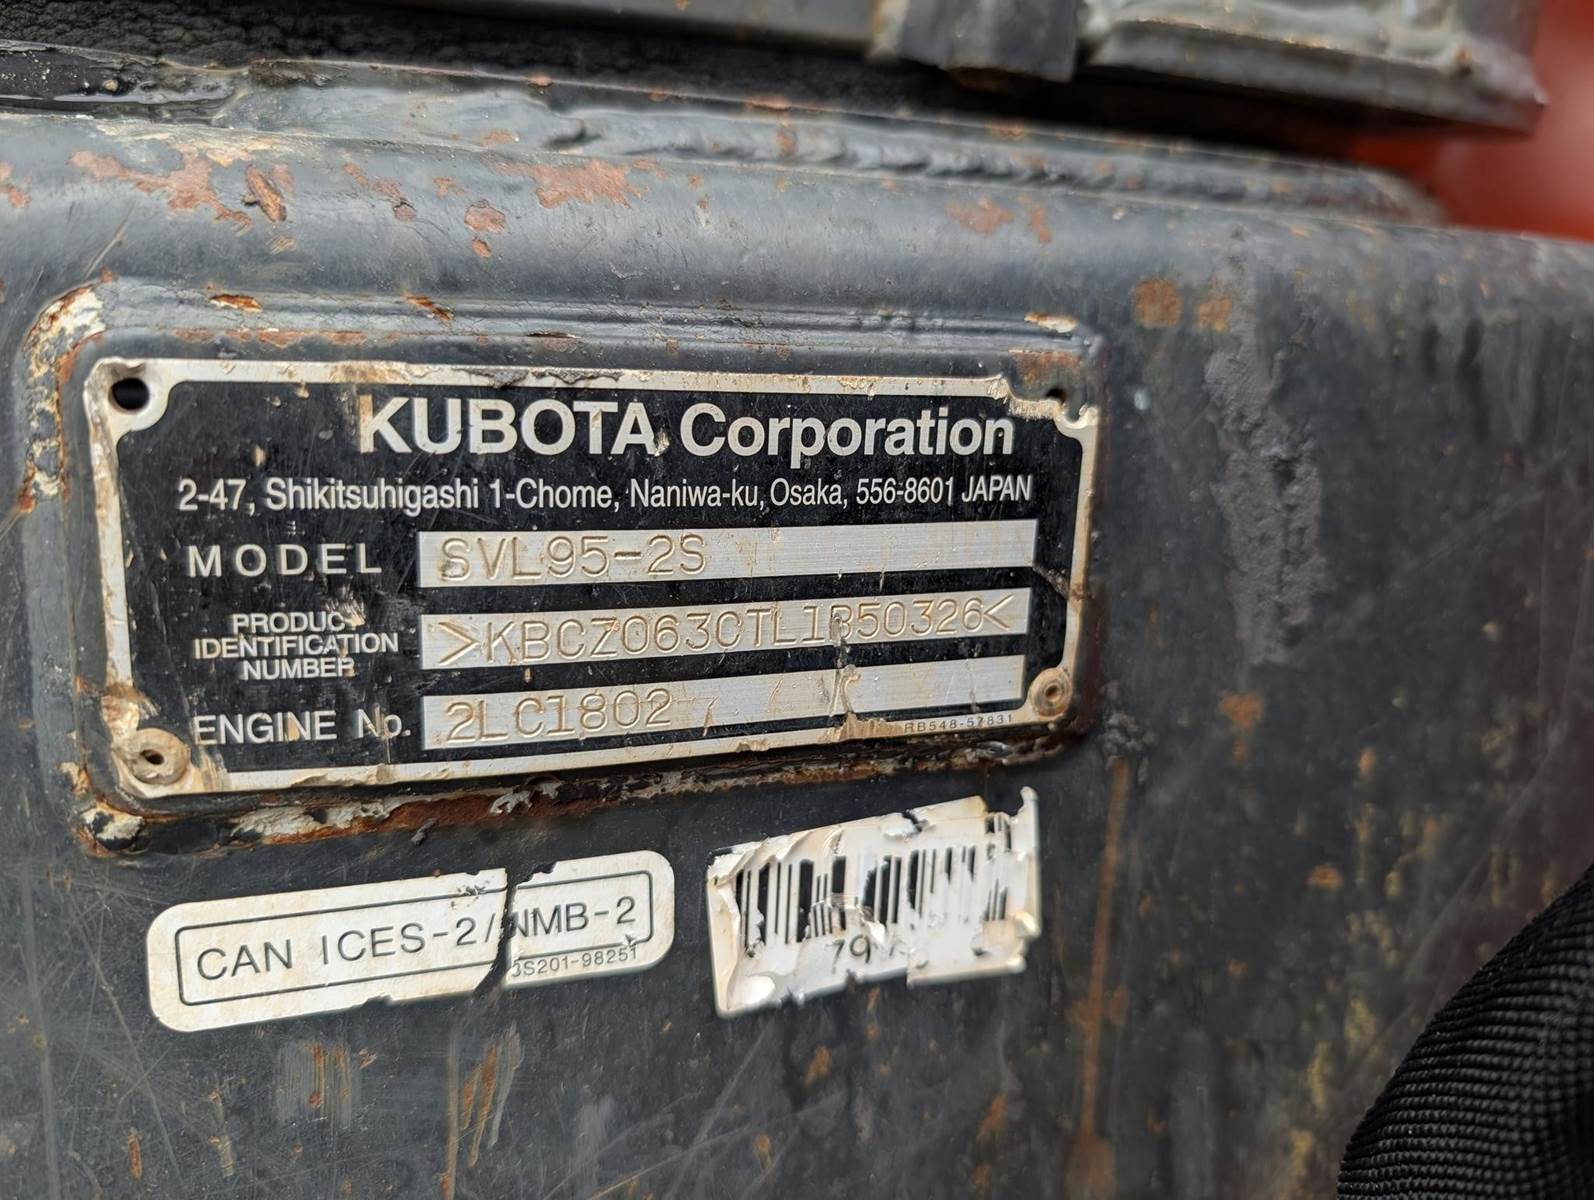 KUBOTA Corporation
2-47, Shikitsuhigashi 1-Chome, Naniwa-ku, Osaka, 556-8601 JAPAN
MODEL SVL95-2S
PRODUCT
IDENTIFICATION
NUMBER
>KBCZ063CTL1B50326<
ENGINE No. 2LC1802
RB548-57831
CAN ICES-2/NMB-2
3S201-98251
79